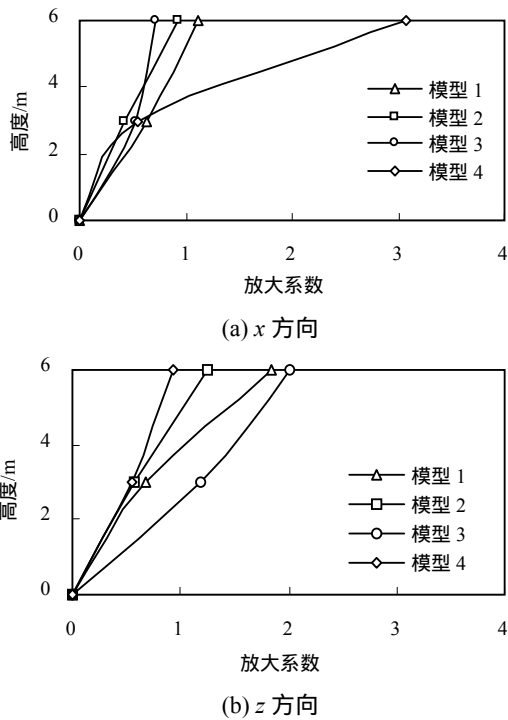 6
4
2
0
高度/m
模型 1
模型 2
模型 3
模型 4
0 1 2 3 4
放大系数
(a) x 方向
6
4
2
0
高度/m
模型 1
模型 2
模型 3
模型 4
0 1 2 3 4
放大系数
(b) z 方向